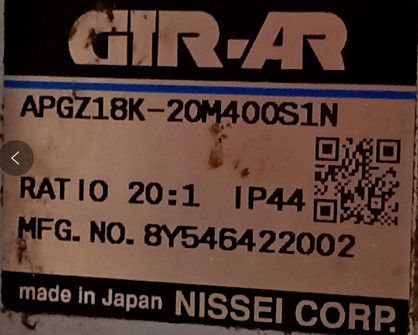 GTR-AR
APGZ18K-20M400S1N
RATIO 20:1 IP44
MFG. NO. 8Y546422002
made in Japan NISSEI CORP.